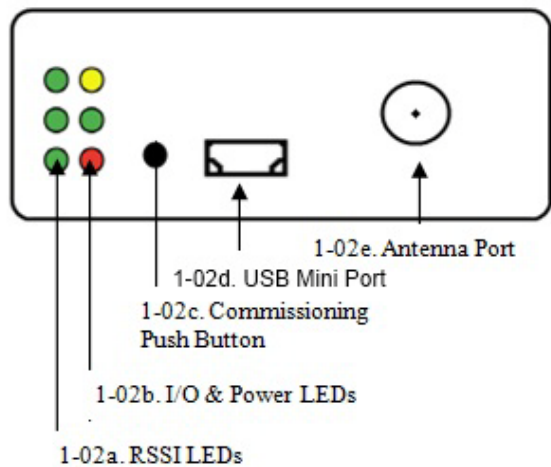 1-02e. Antenna Port
1-02d. USB Mini Port
1-02c. Commissioning
Push Button
1-02b. I/O & Power LEDs
1-02a. RSSI LEDs